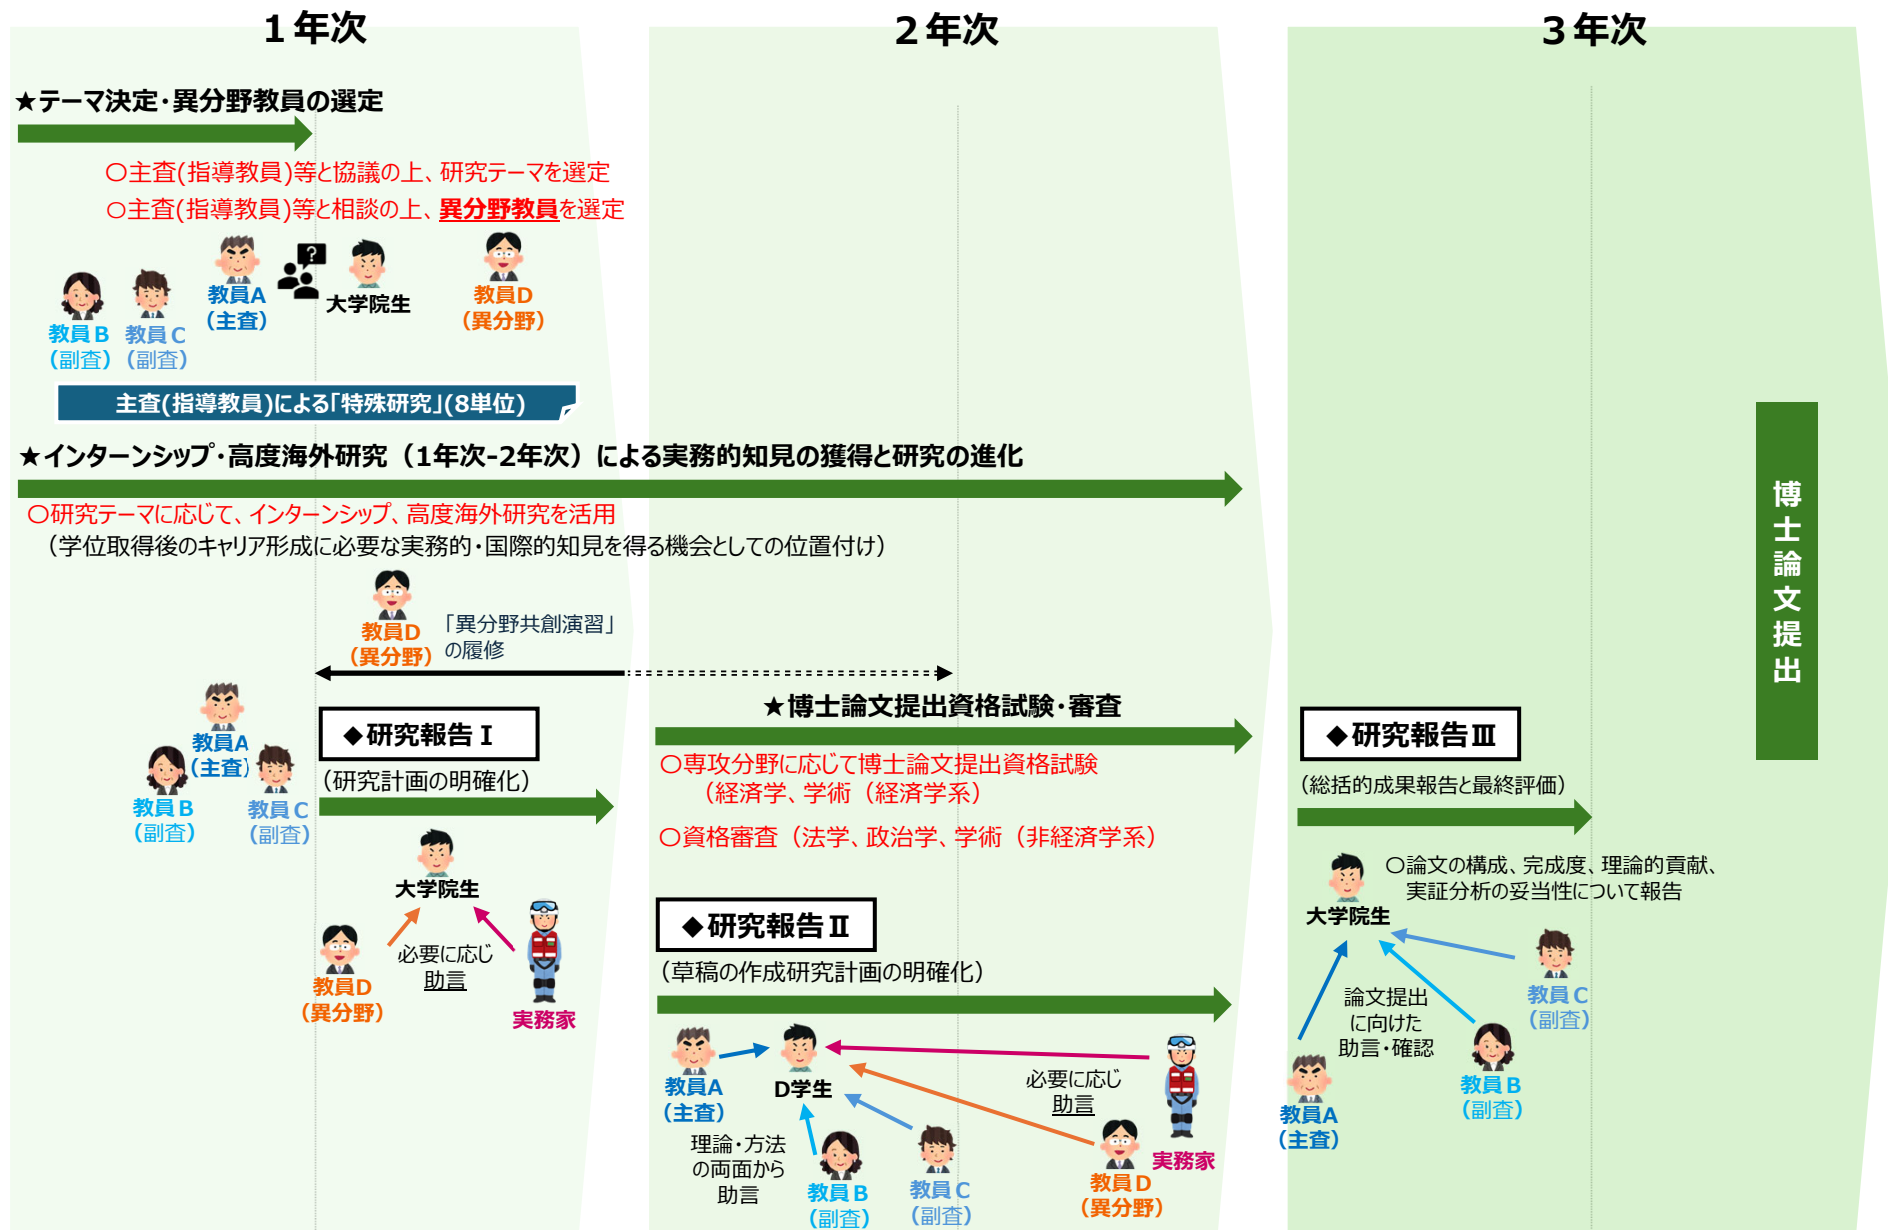 1年次
2年次
3年次
★テーマ決定・異分野教員の選定
〇主査(指導教員)等と協議の上、研究テーマを選定
〇主査(指導教員)等と相談の上、異分野教員を選定
?
教員A
（主査）
大学院生
教員D
（異分野）
教員B
（副査）
教員C
（副査）
主査(指導教員)による「特殊研究」(8単位)
★インターンシップ・高度海外研究（1年次-2年次）による実務的知見の獲得と研究の進化
〇研究テーマに応じて、インターンシップ、高度海外研究を活用
（学位取得後のキャリア形成に必要な実務的・国際的知見を得る機会としての位置付け）
教員D
（異分野）
「異分野共創演習」
の履修
教員A
（主査）
教員B
（副査）
教員C
（副査）
◆研究報告Ⅰ
（研究計画の明確化）
大学院生
必要に応じ
助言
教員D
（異分野）
実務家
★博士論文提出資格試験・審査
〇専攻分野に応じて博士論文提出資格試験
（経済学、学術（経済学系）
〇資格審査（法学、政治学、学術（非経済学系）
◆研究報告Ⅱ
（草稿の作成研究計画の明確化）
教員A
（主査）
D学生
必要に応じ
助言
理論・方法
の両面から
助言
教員B
（副査）
教員C
（副査）
教員D
（異分野）
実務家
◆研究報告Ⅲ
（総括的成果報告と最終評価）
〇論文の構成、完成度、理論的貢献、
実証分析の妥当性について報告
大学院生
論文提出
に向けた
助言・確認
教員C
（副査）
教員B
（副査）
教員A
（主査）
博士論文提出